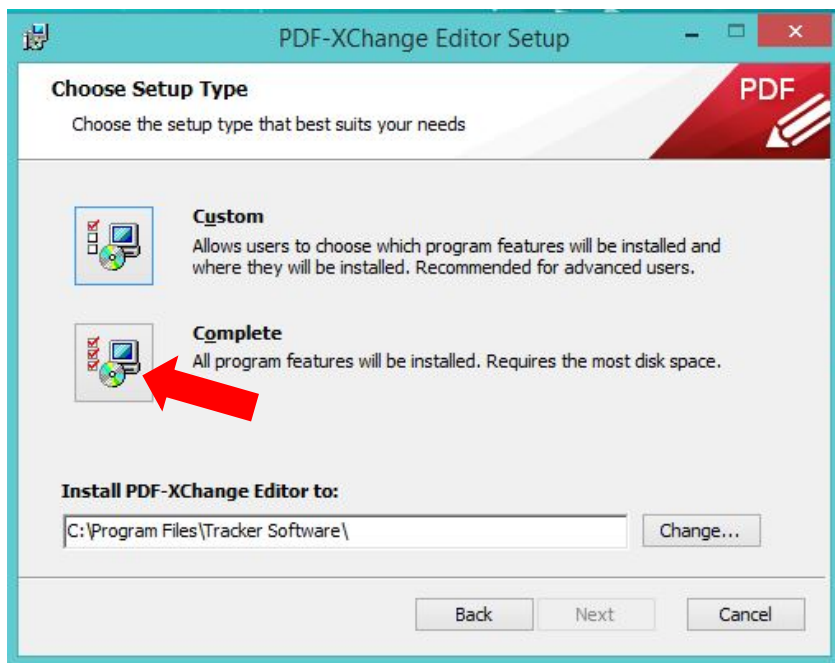 PDF-XChange Editor Setup
Choose Setup Type
Choose the setup type that best suits your needs
PDF
Custom
Allows users to choose which program features will be installed and
where they will be installed. Recommended for advanced users.
Complete
All program features will be installed. Requires the most disk space.
Install PDF-XChange Editor to:
C:\Program Files\Tracker Software\
Change...
Back
Next
Cancel